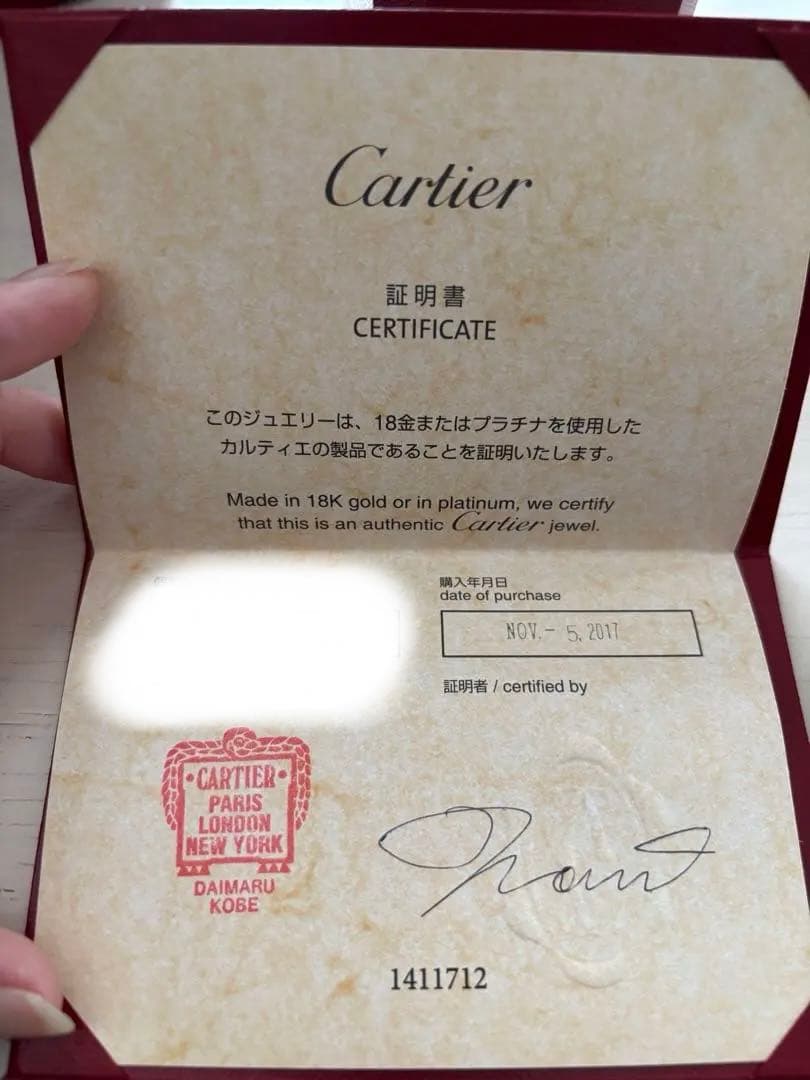 Cartier
証明書
CERTIFICATE
このジュエリーは、18金またはプラチナを使用した
カルティエの製品であることを証明いたします。
Made in 18K gold or in platinum, we certify
that this is an authentic Cartier jewel.
購入年月日
date of purchase
NOV.- 5, 2017
証明者 / certified by
·CARTIER·
PARIS
LONDON
NEW YORK
DAIMARU
KOBE
1411712